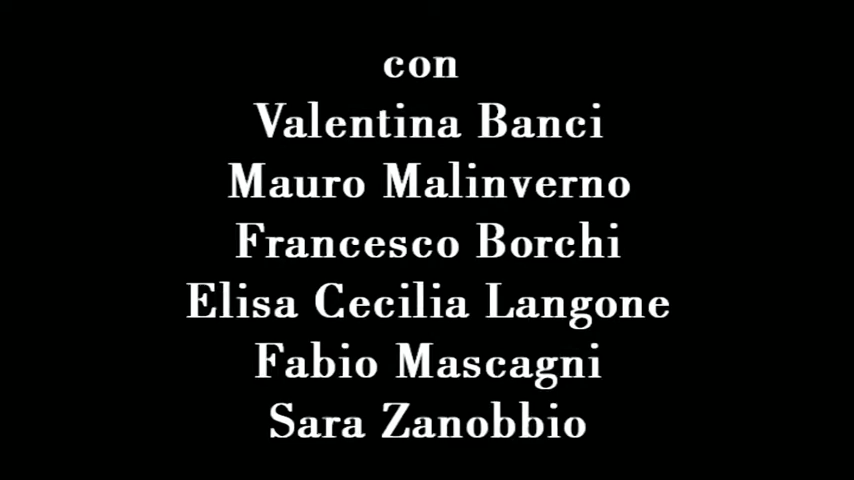 con
Valentina Banci
Mauro Malinverno
Francesco Borchi
Elisa Cecilia Langone
Fabio Mascagni
Sara Zanobbio